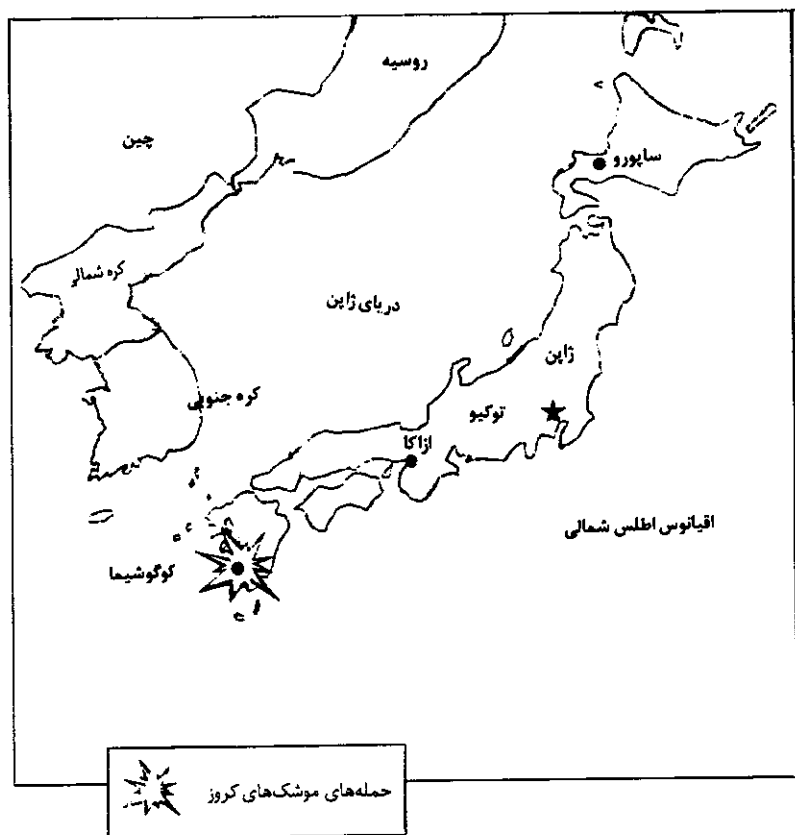 روسیه
چین
ساپورو
کره شمالی
دریای ژاپن
ژاپن
کره جنوبی
توکیو
ازاکا
اقیانوس اطلس شمالی
کوگوشیما
حمله‌های موشک‌های کروز